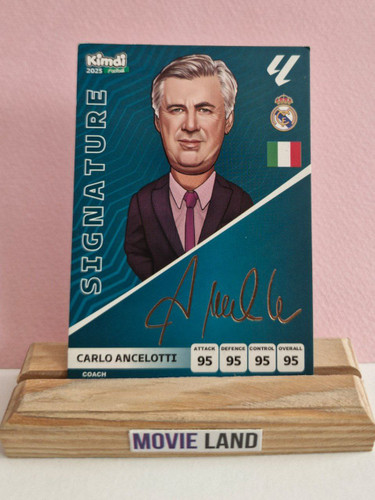 Kimdi
2025
SIGNATURE
CARLO ANCELOTTI
COACH
ATTACK DEFENCE CONTROL OVERALL
95 95 95 95
MOVIE LAND